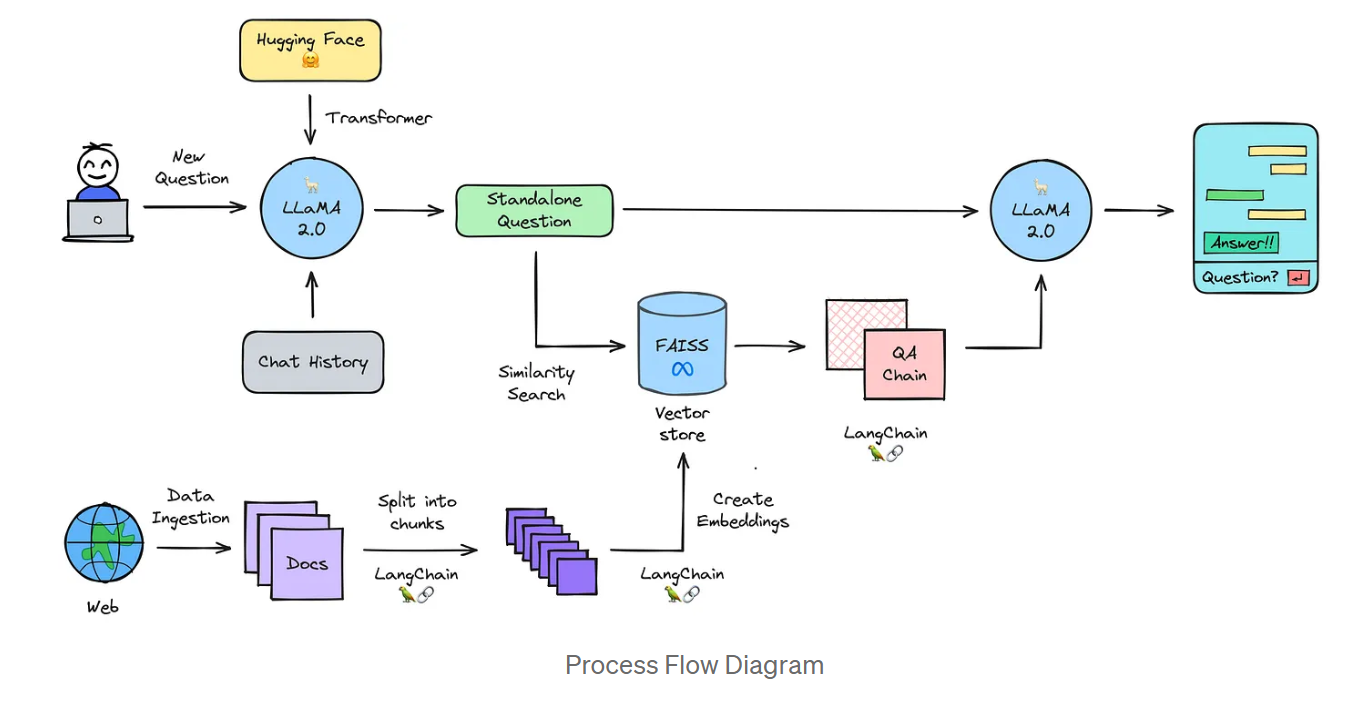 Hugging Face
Transformer
New
Question
LLaMA
2.0
Standalone
Question
LLaMA
2.0
Answer!!
Question?
Chat History
Similarity
Search
FAISS
Vector
store
QA
Chain
LangChain
Data
Ingestion
Web
Docs
Split into
chunks
LangChain
Create
Embeddings
LangChain
Process Flow Diagram